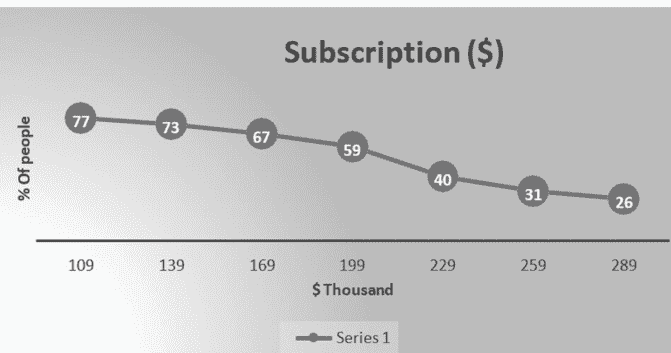 Subscription ($)
% Of people
77
73
67
59
40
31
26
109 139 169 199 229 259 289
$ Thousand
Series 1